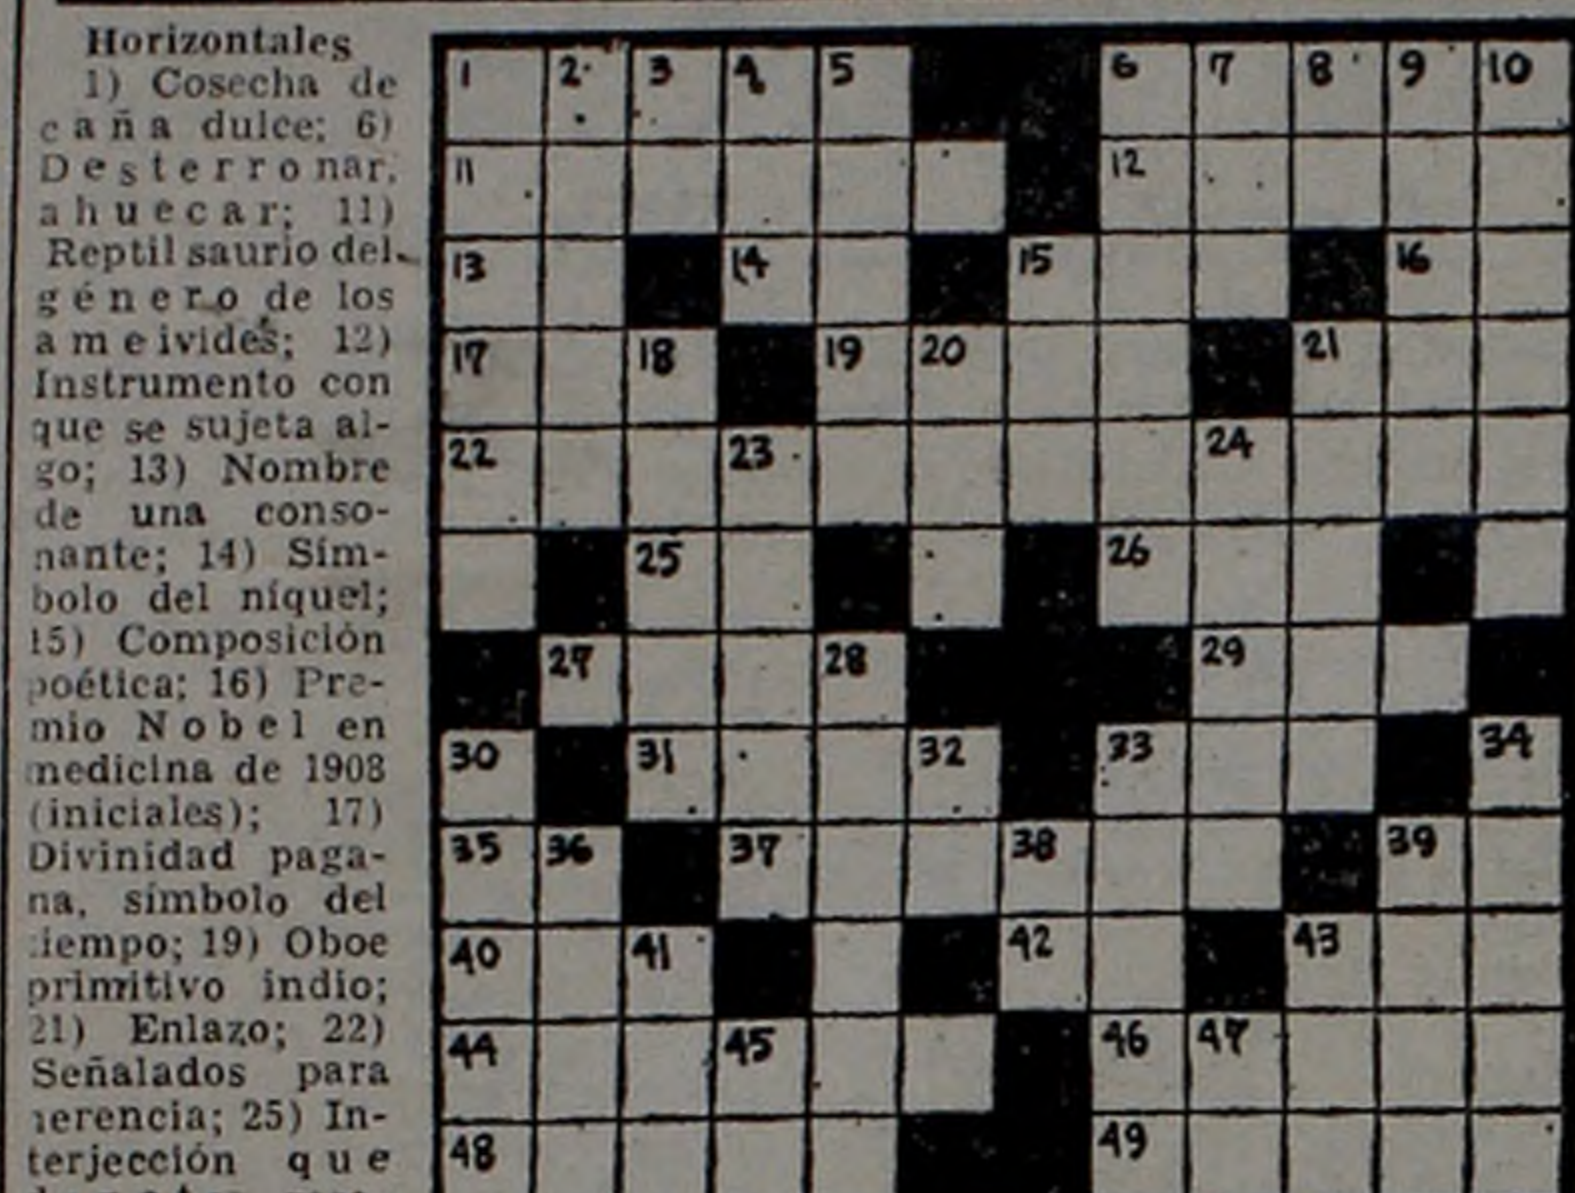 Horizontales
1) Cosecha de
caña dulce; 6)
Desterronar,
ahuecar; 11)
Reptil saurio del
género de los
ameivides; 12)
Instrumento con
que se sujeta al-
go; 13) Nombre
de una conso-
nante; 14) Sím-
bolo del níquel;
15) Composición
poética; 16) Pre-
mio Nobel en
medicina de 1908
(iniciales); 17)
Divinidad paga-
na, símbolo del
tiempo; 19) Oboe
primitivo indio;
21) Enlazo; 22)
Señalados para
herencia; 25) In-
terjección que
1 2 3 4 5 6 7 8 9 10
11 12
13 14 15 16
17 18 19 20 21
22 23 24
25 26
27 28 29
30 31 32 33 34
35 36 37 38 39
40 41 42 43
44 45 46 47
48 49